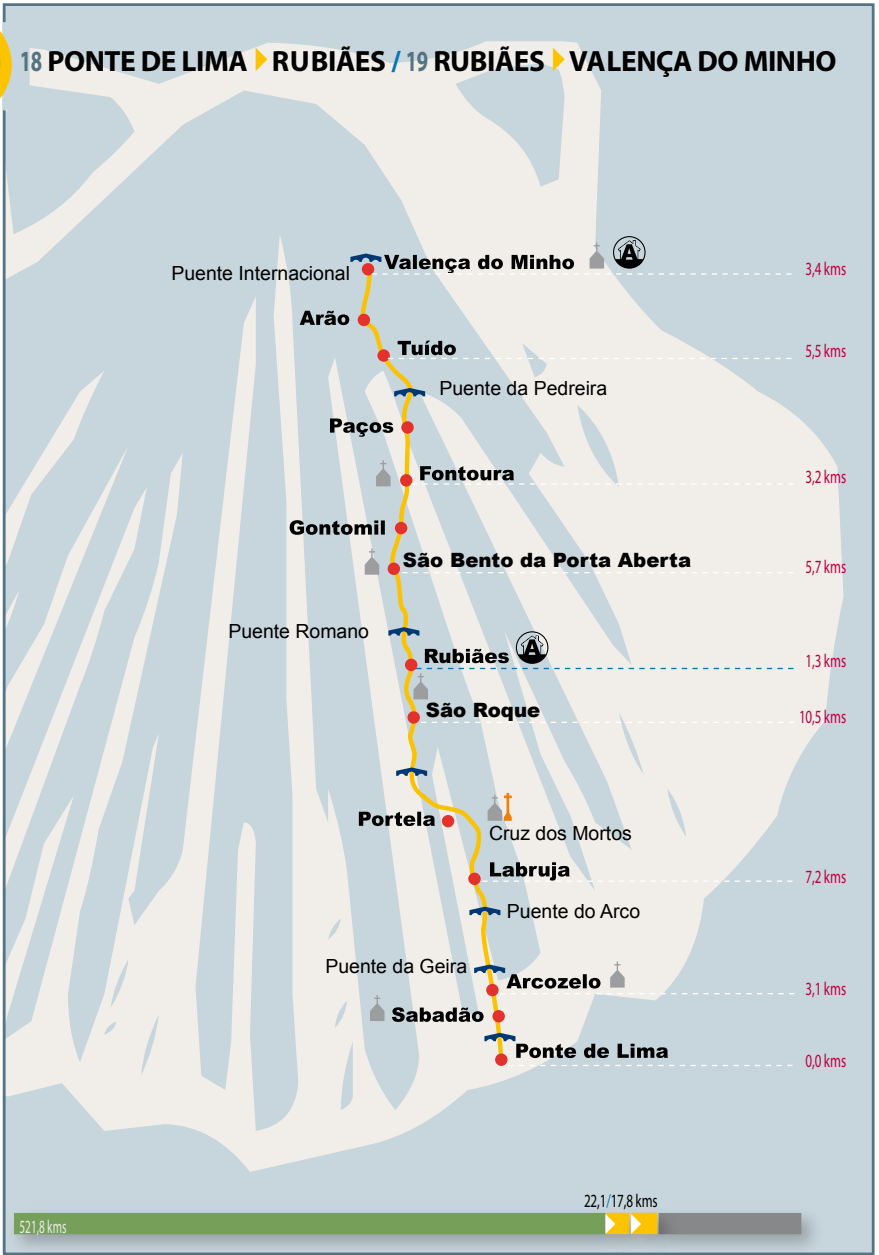 18 PONTE DE LIMA RUBIÃES / 19 RUBIÃES VALENÇA DO MINHO
Valença do Minho A
Puente Internacional
3,4 kms
Arão
Tuído
5,5 kms
Puente da Pedreira
Paços
Fontoura
3,2 kms
Gontomil
São Bento da Porta Aberta
5,7 kms
Puente Romano
Rubiães A
1,3 kms
São Roque
10,5 kms
Portela
Cruz dos Mortos
Labruja
7,2 kms
Puente do Arco
Puente da Geira
Arcozelo
3,1 kms
Sabadão
Ponte de Lima
0,0 kms
22,1/17,8 kms
521,8 kms